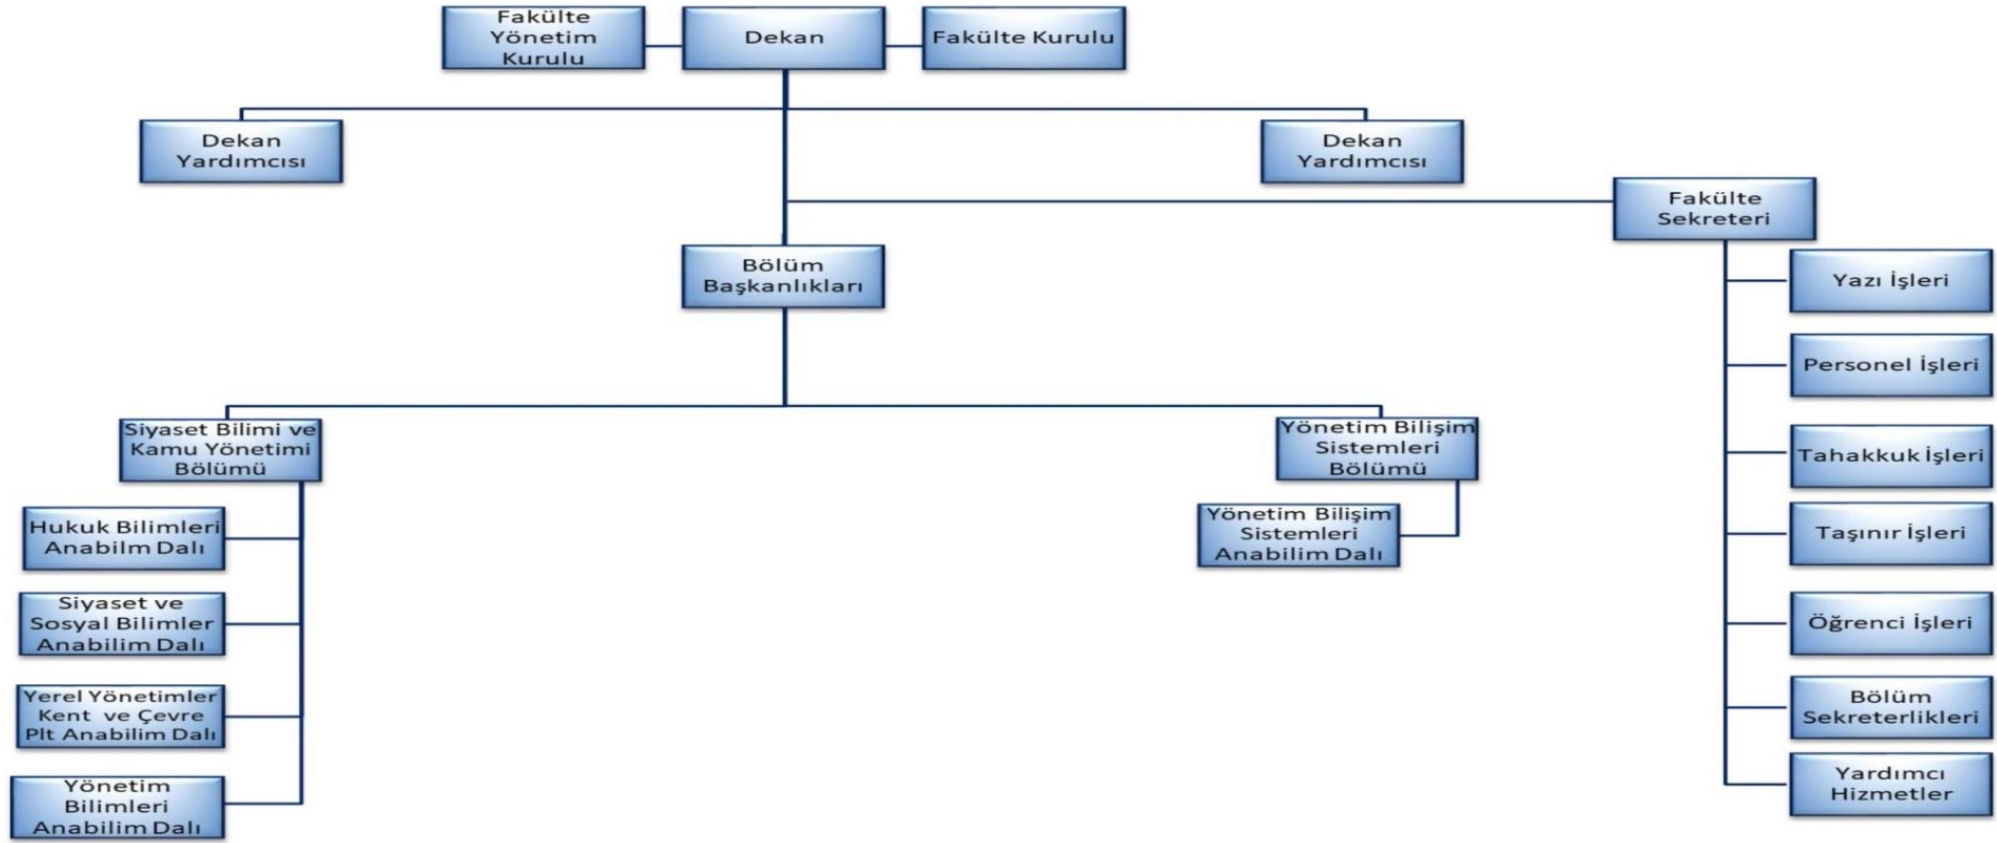 Fakülte
Yönetim
Kurulu
Dekan
Fakülte Kurulu
Dekan
Yardımcısı
Dekan
Yardımcısı
Fakülte
Sekreteri
Bölüm
Başkanlıkları
Yazı İşleri
Personel İşleri
Tahakkuk İşleri
Taşınır İşleri
Öğrenci İşleri
Bölüm
Sekreterlikleri
Yardımcı
Hizmetler
Siyaset Bilimi ve
Kamu Yönetimi
Bölümü
Hukuk Bilimleri
Anabilm Dalı
Siyaset ve
Sosyal Bilimler
Anabilim Dalı
Yerel Yönetimler
Kent ve Çevre
Plt Anabilim Dalı
Yönetim
Bilimleri
Anabilim Dalı
Yönetim Bilişim
Sistemleri
Bölümü
Yönetim Bilişim
Sistemleri
Anabilim Dalı